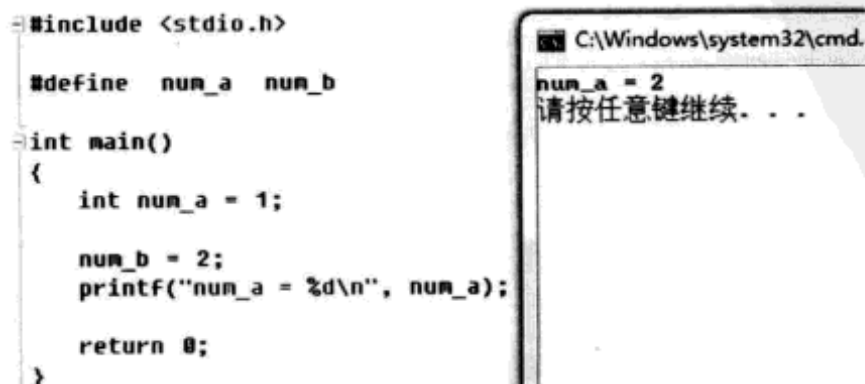 #include <stdio.h>
#define num_a num_b
int main()
{
int num_a = 1;
num_b = 2;
printf("num_a = %d\n", num_a);
return 0;
}
C:\Windows\system32\cmd.
num_a = 2
请按任意键继续. . .